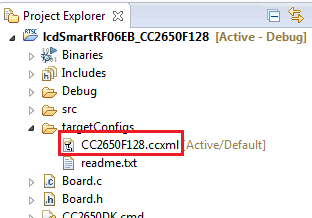 Project Explorer
RTSC lcdSmartRF06EB_CC2650F128 [Active - Debug]
Binaries
Includes
Debug
src
targetConfigs
CC2650F128.ccxml [Active/Default]
readme.txt
Board.c
Board.h
CC2650DK.cmd